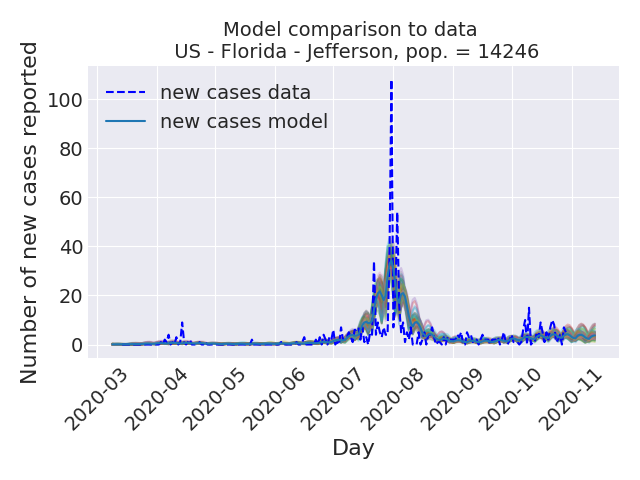 Model comparison to data
US - Florida - Jefferson, pop. = 14246
Number of new cases reported
100
80
60
40
20
0
new cases data
new cases model
2020-03
2020-04
2020-05
2020-06
2020-07
2020-08
2020-09
2020-10
2020-11
Day